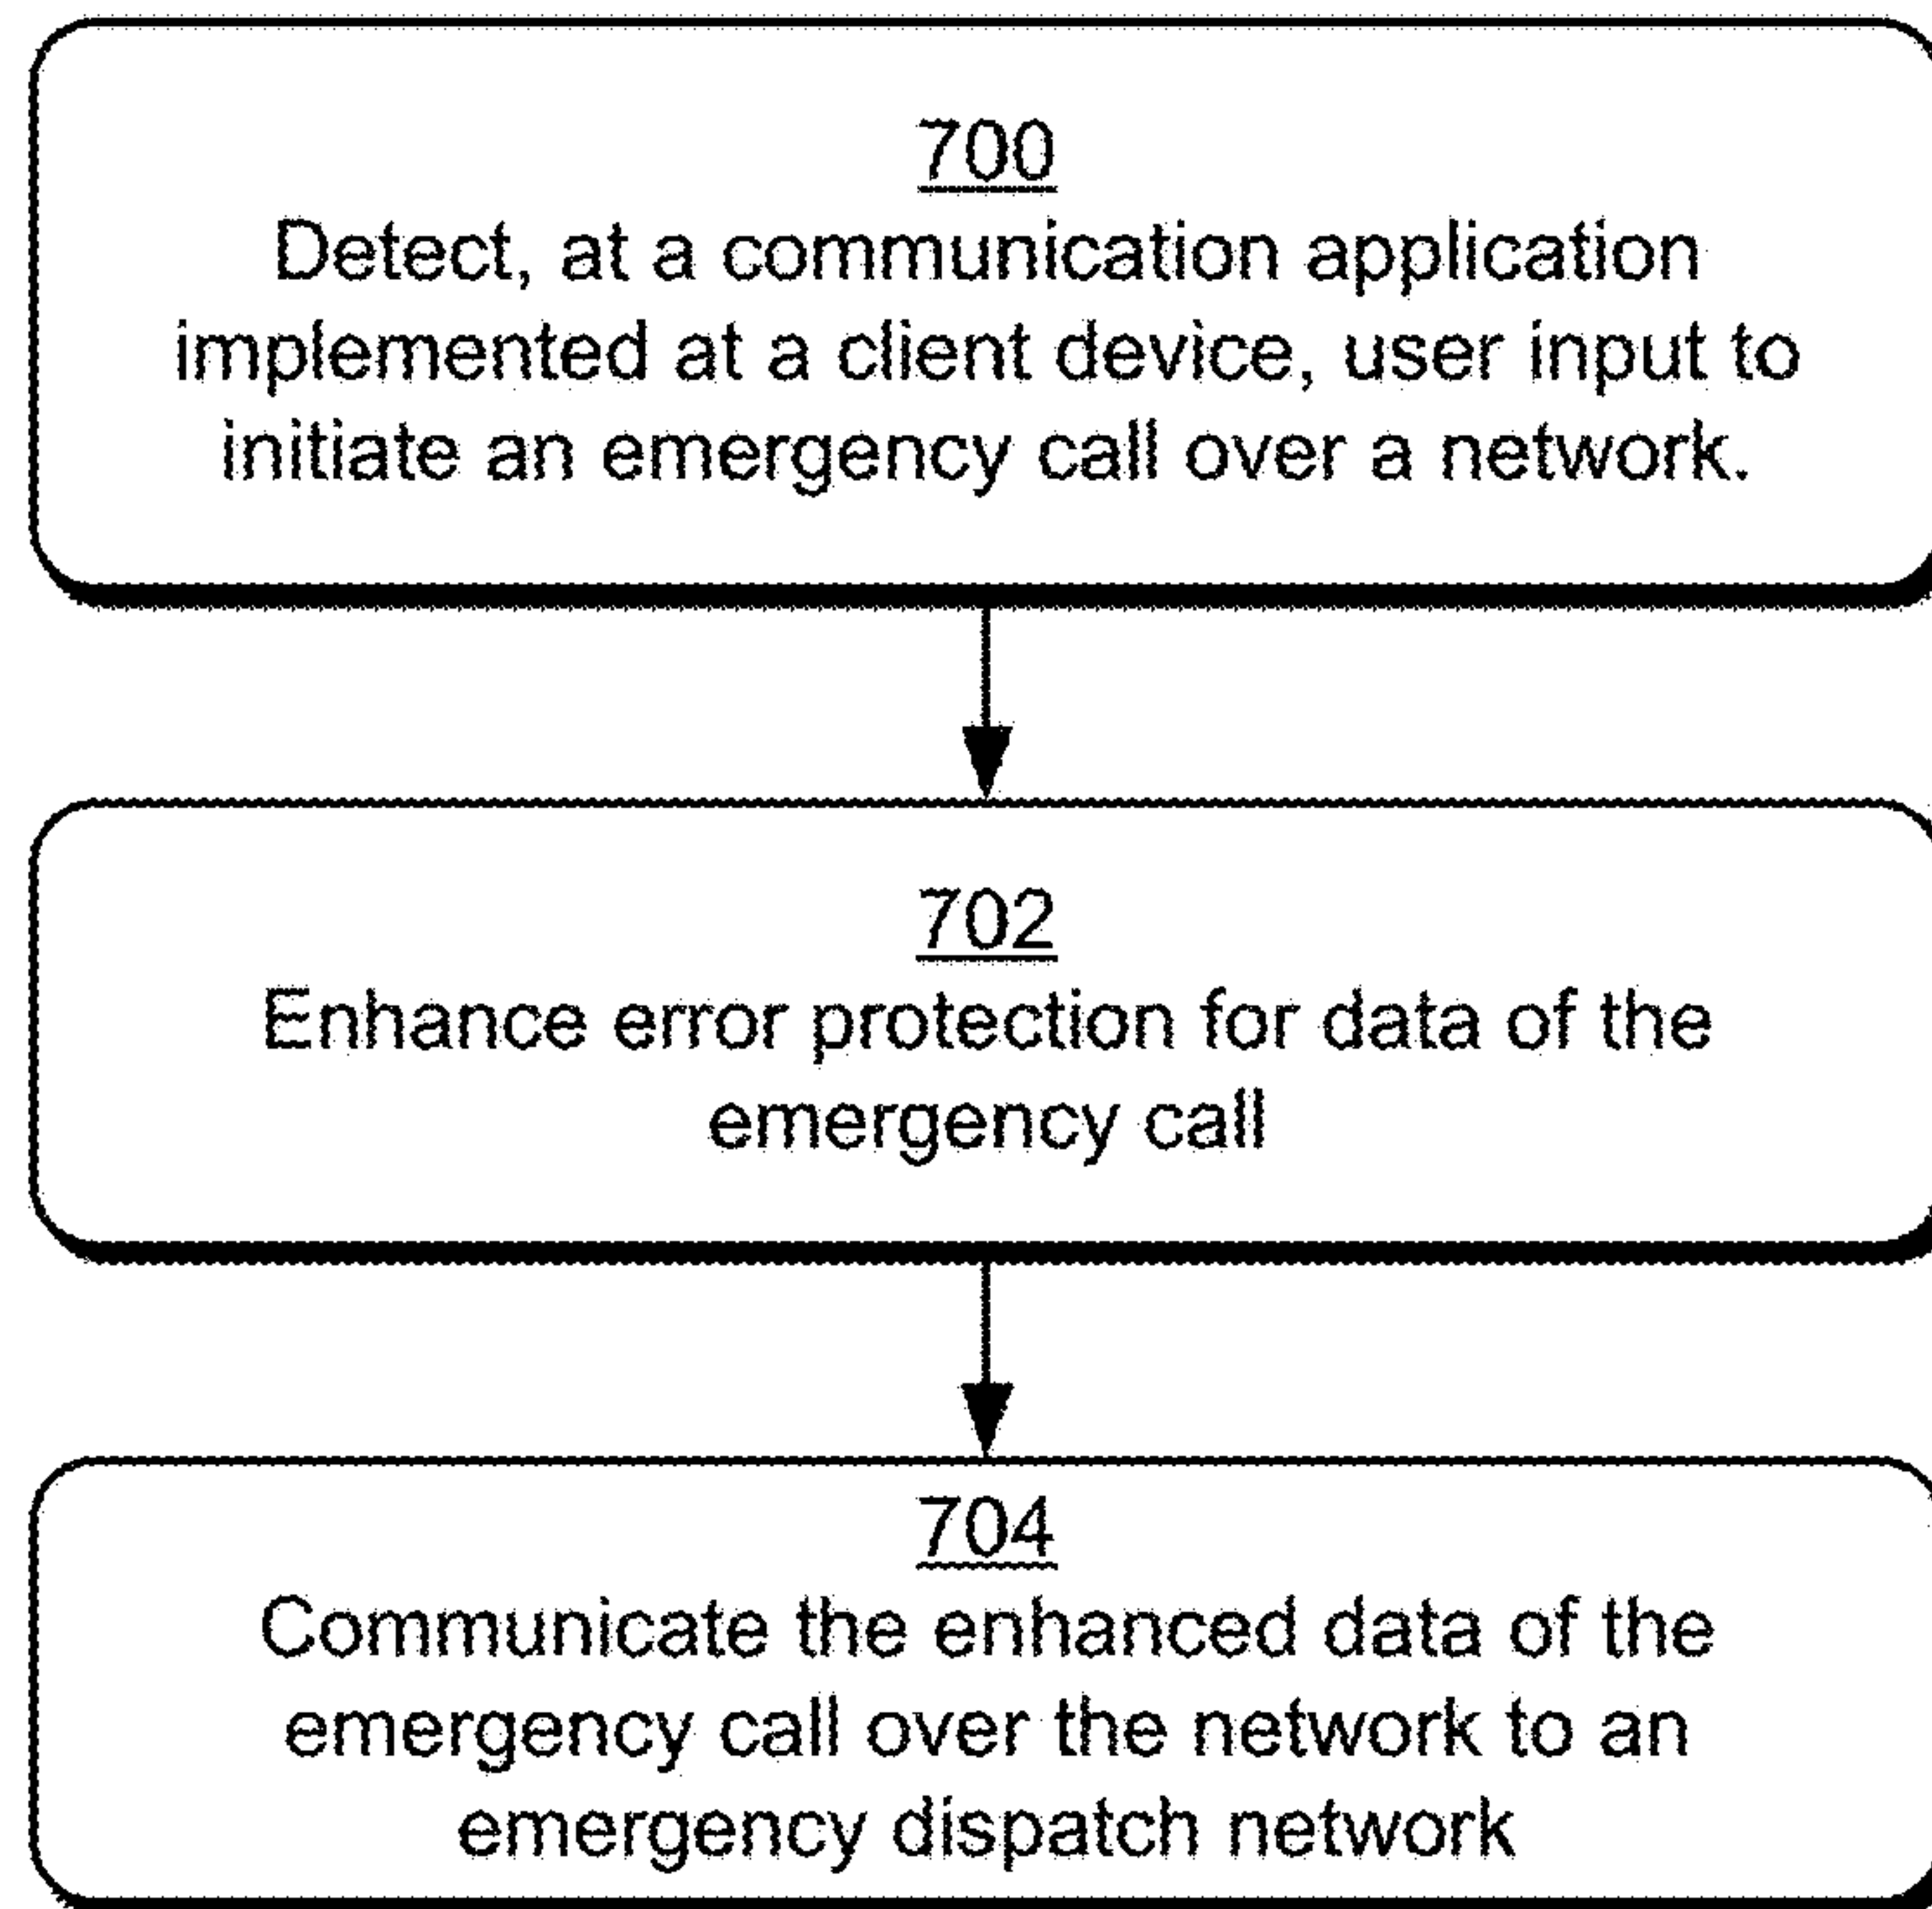 700
Detect, at a communication application
implemented at a client device, user input to
initiate an emergency call over a network.
702
Enhance error protection for data of the
emergency call
704
Communicate the enhanced data of the
emergency call over the network to an
emergency dispatch network